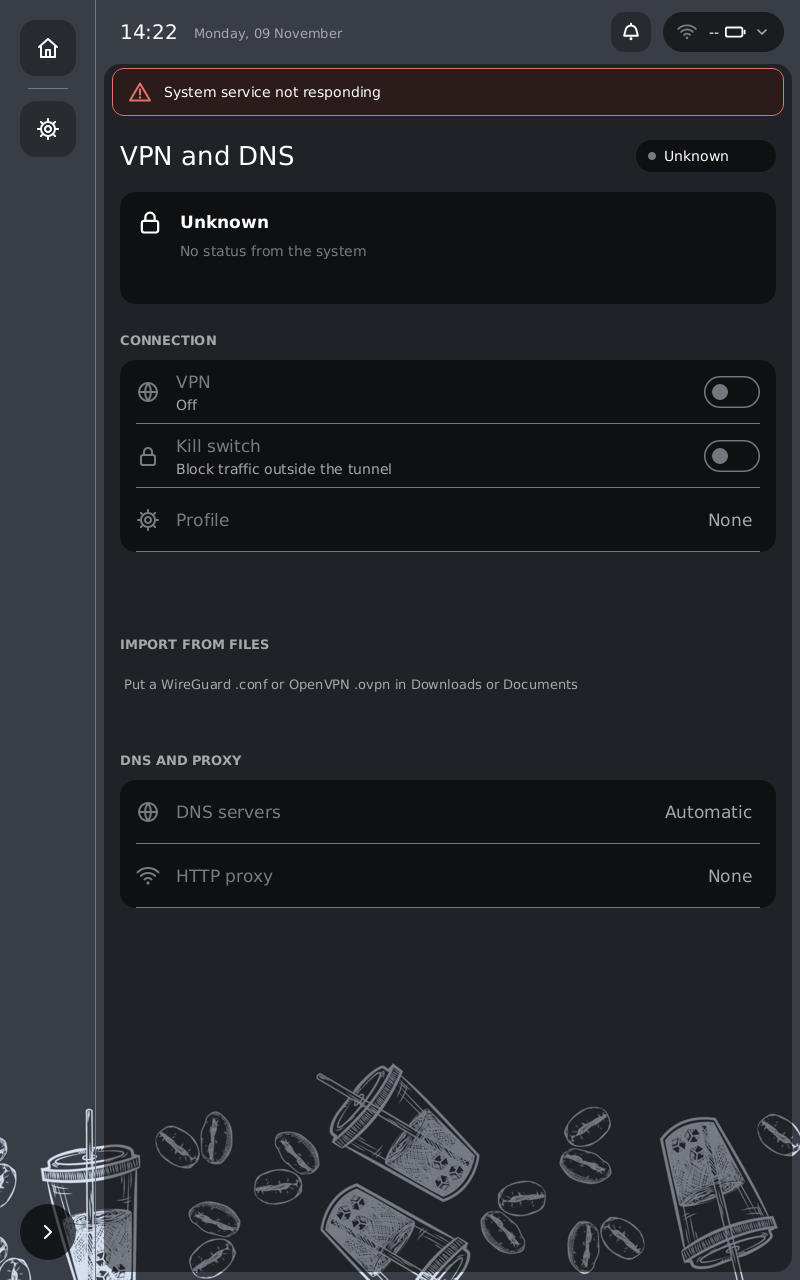 14:22 Monday, 09 November
--
System service not responding
VPN and DNS
Unknown
Unknown
No status from the system
CONNECTION
VPN
Off
Kill switch
Block traffic outside the tunnel
Profile None
IMPORT FROM FILES
Put a WireGuard .conf or OpenVPN .ovpn in Downloads or Documents
DNS AND PROXY
DNS servers Automatic
HTTP proxy None